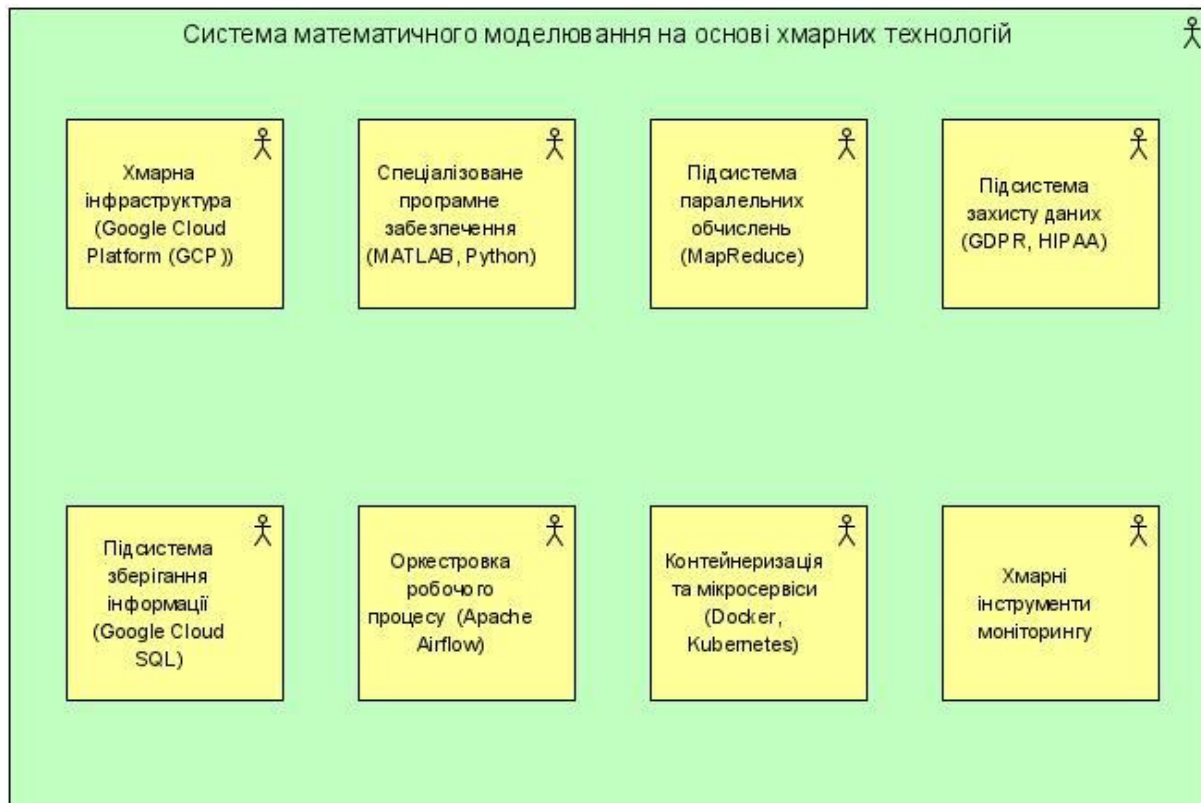 Система математичного моделювання на основі хмарних технологій
Хмарна
інфраструктура
(Google Cloud
Platform (GCP))
Спеціалізоване
програмне
забезпечення
(MATLAB, Python)
Підсистема
паралельних
обчислень
(MapReduce)
Підсистема
захисту даних
(GDPR, HIPAA)
Підсистема
зберігання
інформації
(Google Cloud
SQL)
Оркестровка
робочого
процесу (Apache
Airflow)
Контейнеризація
та мікросервіси
(Docker,
Kubernetes)
Хмарні
інструменти
моніторингу